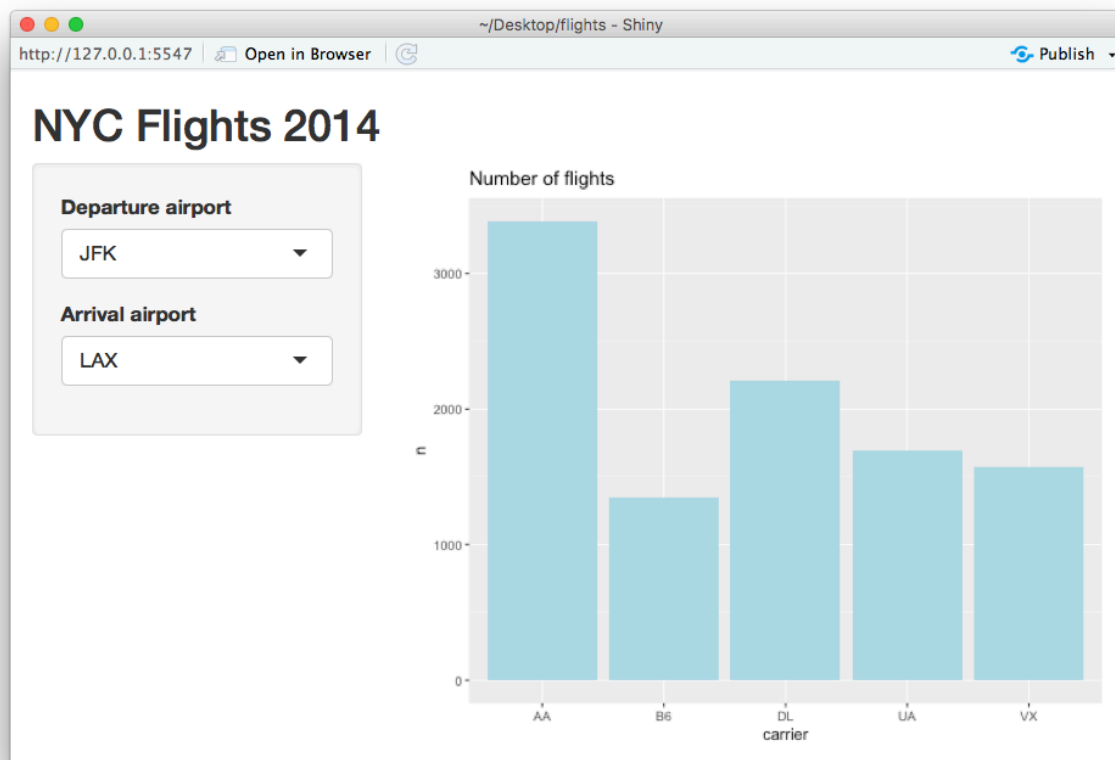 ~/Desktop/flights - Shiny
http://127.0.0.1:5547 Open in Browser Publish
NYC Flights 2014
Departure airport
JFK
Arrival airport
LAX
Number of flights
3000
2000
1000
0
n
AA B6 DL UA VX
carrier